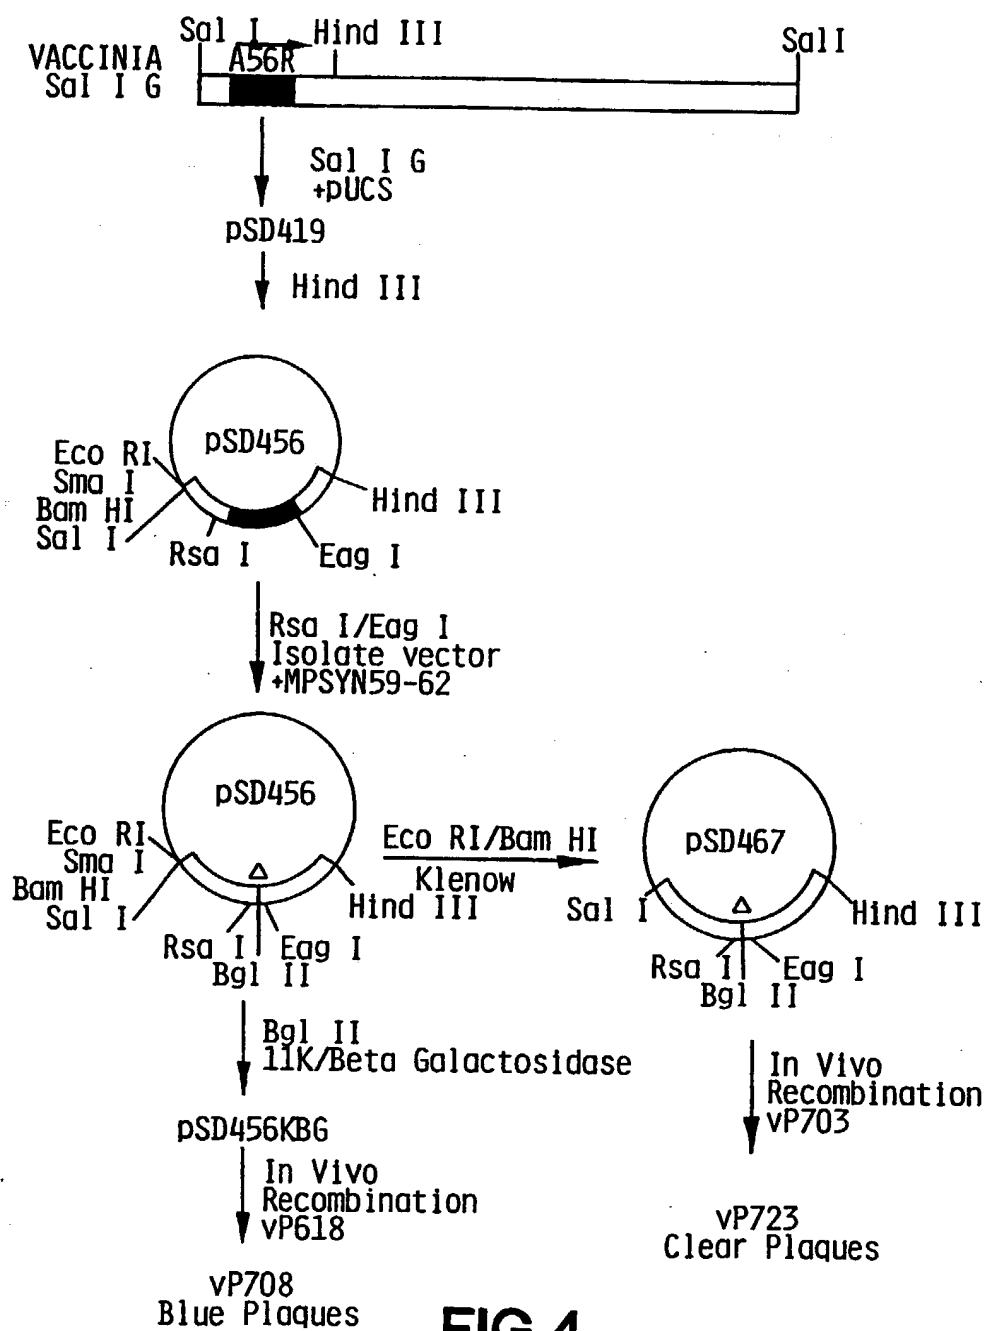 Sal I
Hind III
Sal I
VACCINIA
Sal I G
A56R
Sal I G
+pUCS
pSD419
Hind III
pSD456
Eco RI
Sma I
Bam HI
Sal I
Hind III
Rsa I
Eag I
Rsa I/Eag I
Isolate vector
+MPSYN59-62
pSD456
Eco RI
Sma I
Bam HI
Sal I
Δ
Hind III
Rsa I
Eag I
Bgl II
Eco RI/Bam HI
Klenow
pSD467
Sal I
Δ
Hind III
Rsa I
Eag I
Bgl II
Bgl II
11K/Beta Galactosidase
pSD456KBG
In Vivo
Recombination
vP618
vP708
Blue Plaques
In Vivo
Recombination
vP703
vP723
Clear Plaques
FIG.4